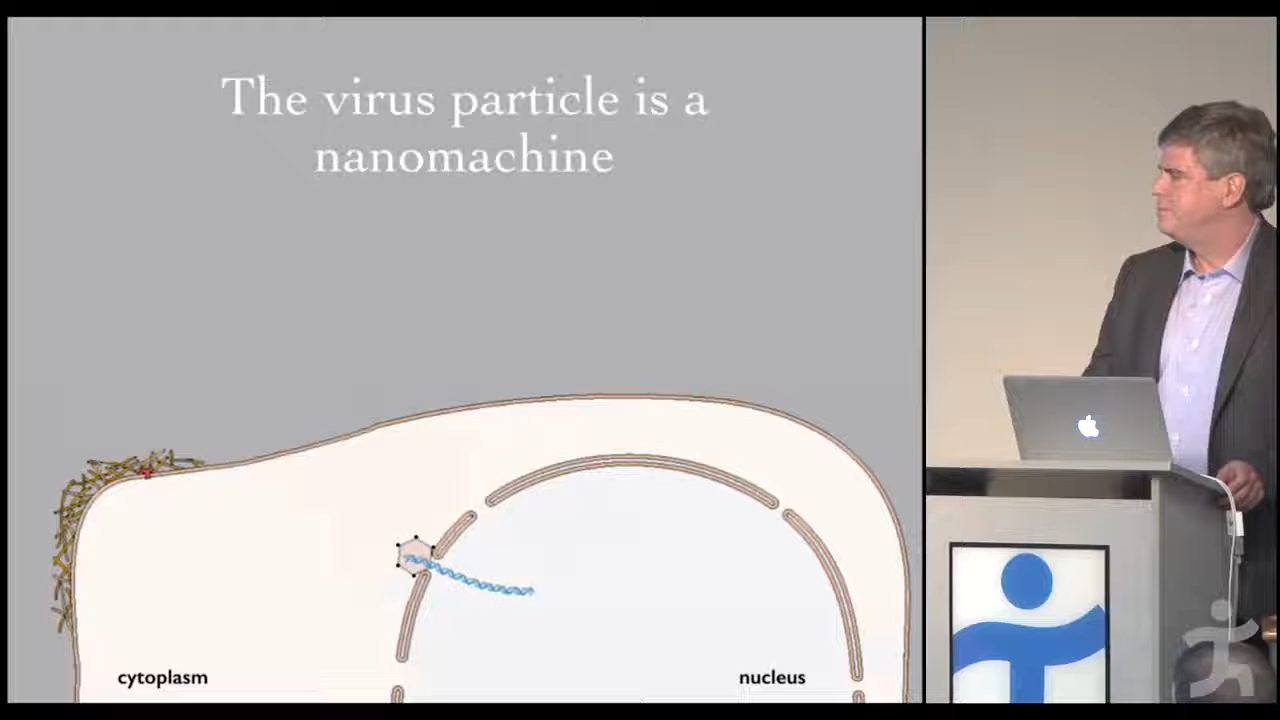 The virus particle is a
nanomachine
cytoplasm
nucleus